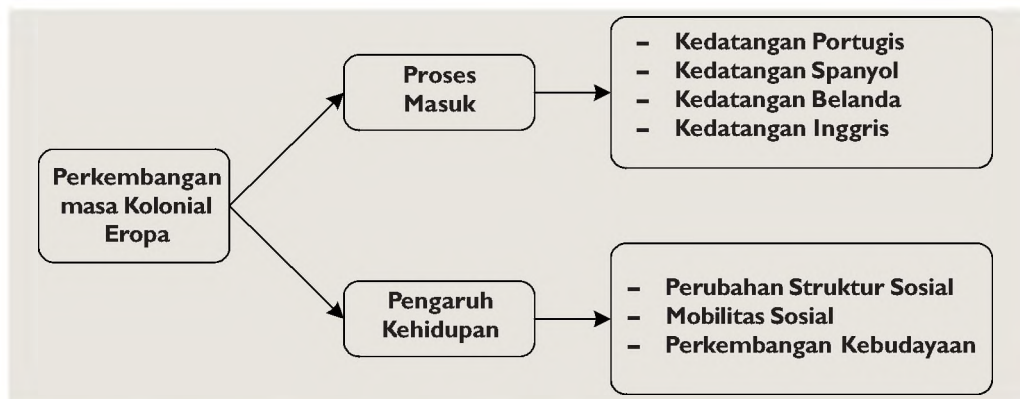 Perkembangan
masa Kolonial
Eropa
Proses
Masuk
- Kedatangan Portugis
- Kedatangan Spanyol
- Kedatangan Belanda
- Kedatangan Inggris
Pengaruh
Kehidupan
- Perubahan Struktur Sosial
- Mobilitas Sosial
- Perkembangan Kebudayaan